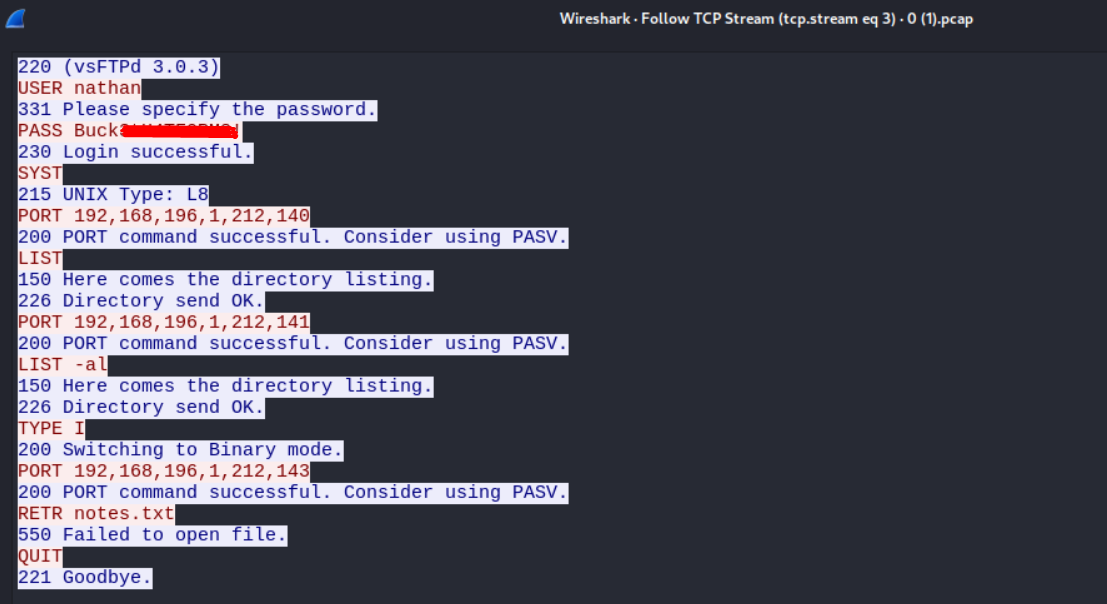 Wireshark · Follow TCP Stream (tcp.stream eq 3) · 0 (1).pcap
220 (vsFTPd 3.0.3)
USER nathan
331 Please specify the password.
PASS Buck
230 Login successful.
SYST
215 UNIX Type: L8
PORT 192,168,196,1,212,140
200 PORT command successful. Consider using PASV.
LIST
150 Here comes the directory listing.
226 Directory send OK.
PORT 192,168,196,1,212,141
200 PORT command successful. Consider using PASV.
LIST -al
150 Here comes the directory listing.
226 Directory send OK.
TYPE I
200 Switching to Binary mode.
PORT 192,168,196,1,212,143
200 PORT command successful. Consider using PASV.
RETR notes.txt
550 Failed to open file.
QUIT
221 Goodbye.